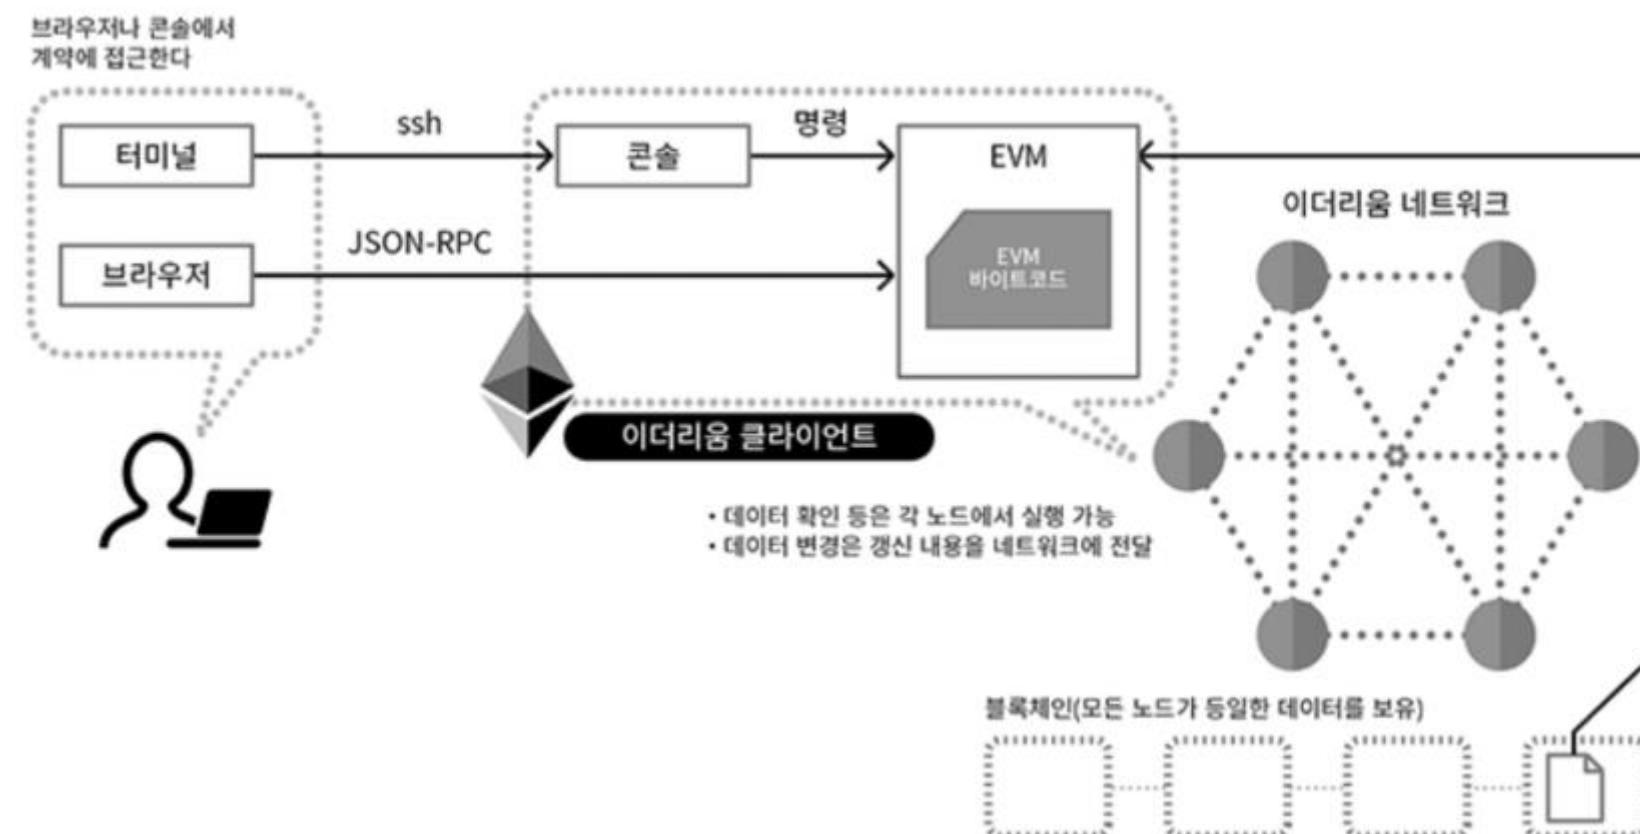 브라우저나 콘솔에서
계약에 접근한다
터미널
ssh
콘솔
명령
EVM
브라우저
JSON-RPC
EVM
바이트코드
이더리움 네트워크
이더리움 클라이언트
• 데이터 확인 등은 각 노드에서 실행 가능
• 데이터 변경은 갱신 내용을 네트워크에 전달
블록체인(모든 노드가 등일한 데이터를 보유)